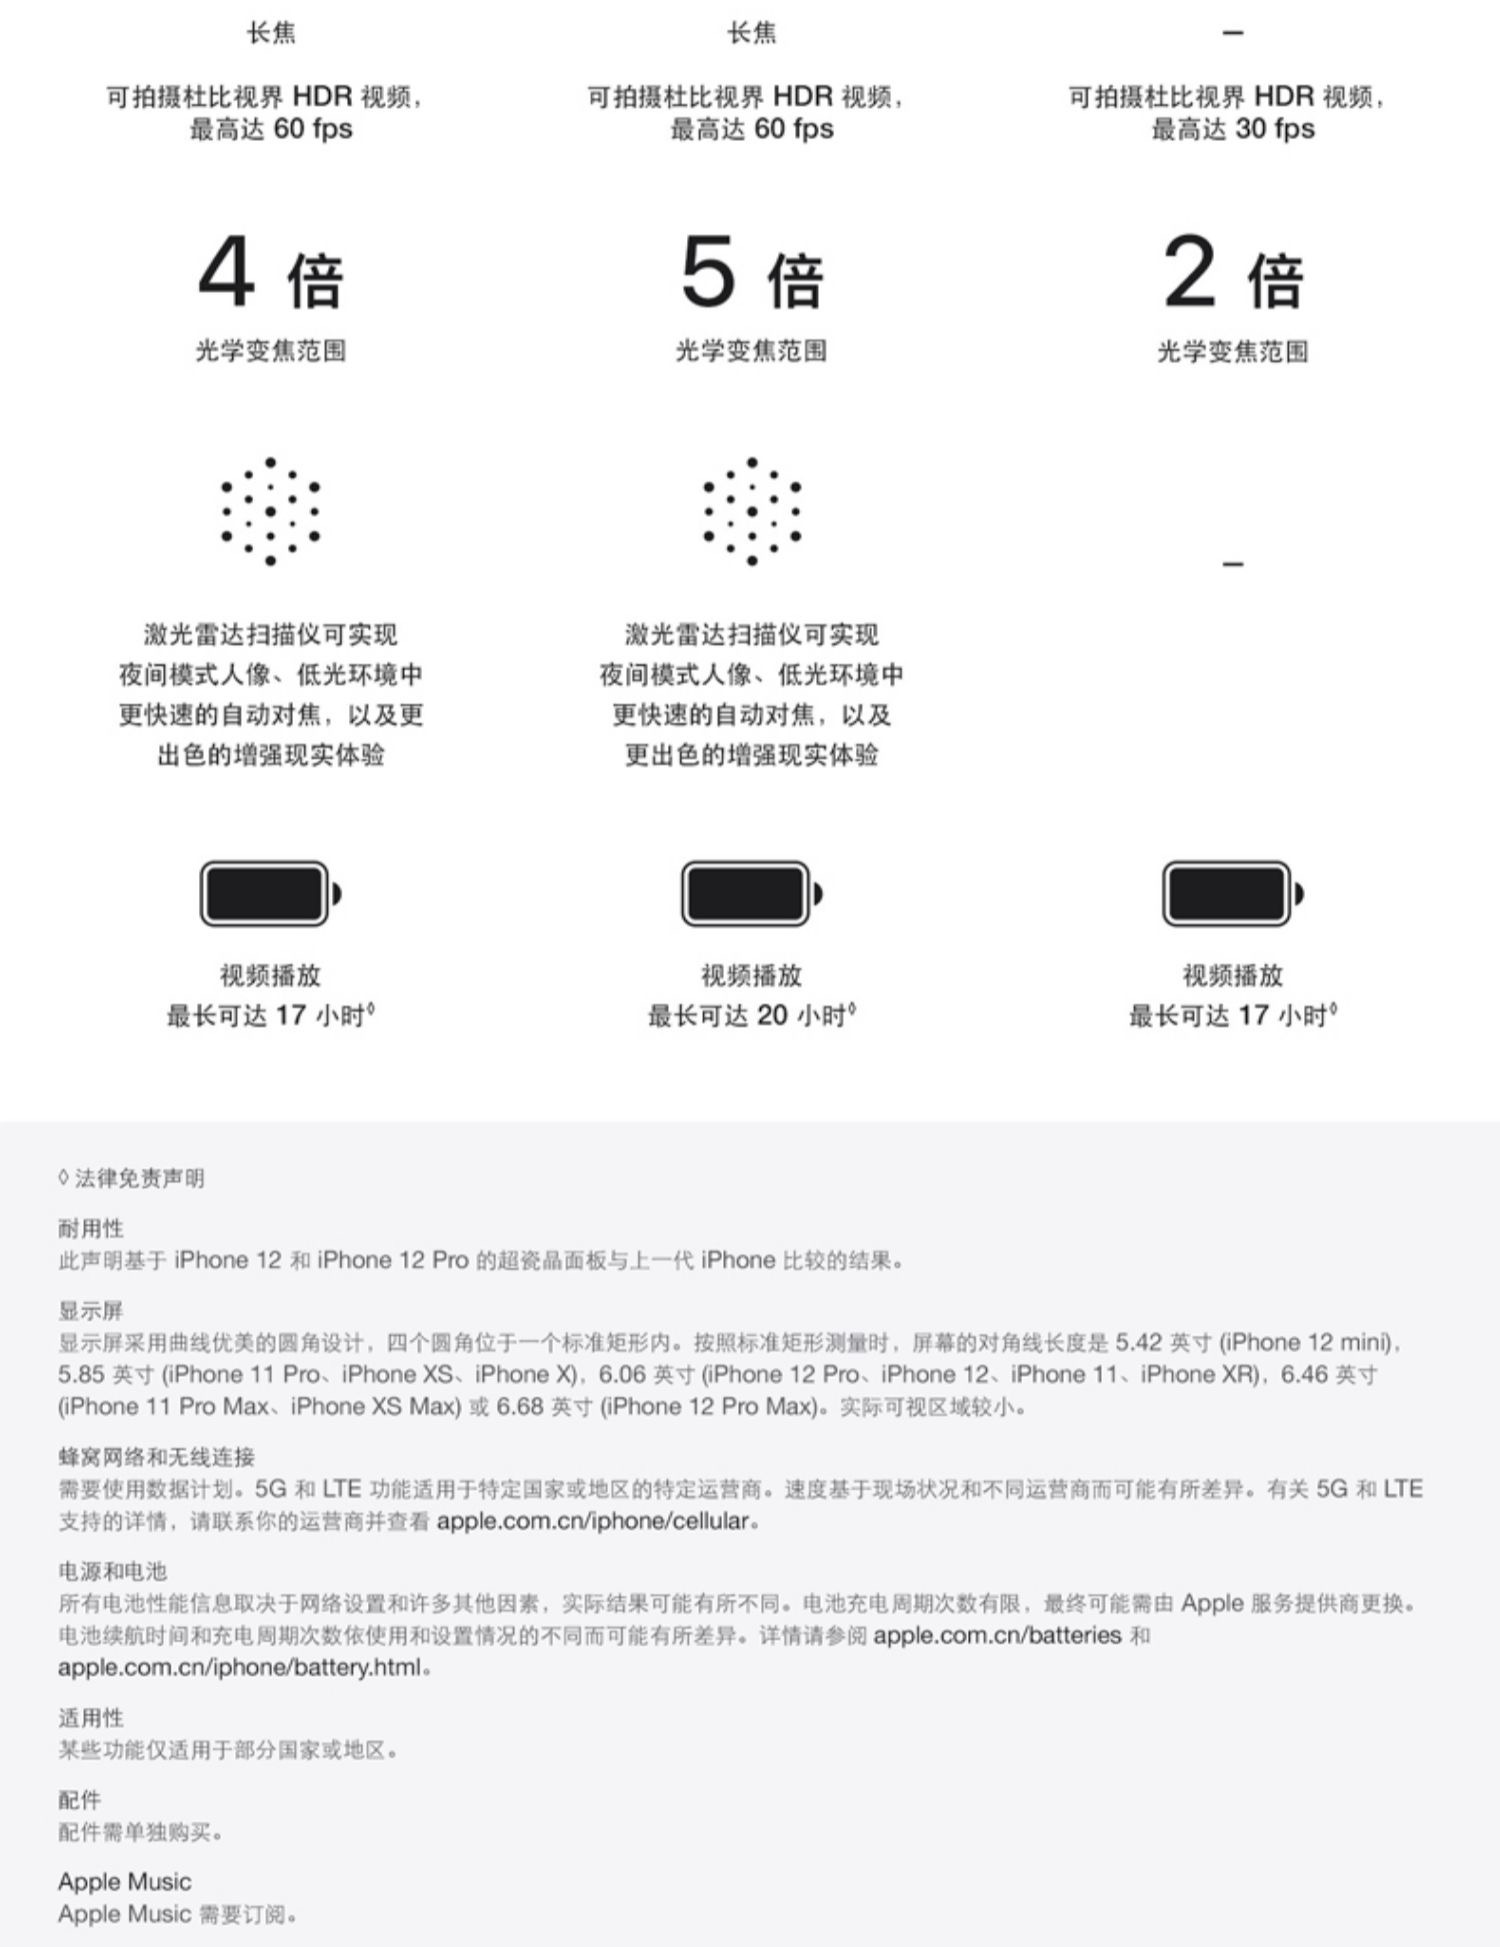 长焦
长焦
–
可拍摄杜比视界 HDR 视频，
最高达 60 fps
可拍摄杜比视界 HDR 视频，
最高达 60 fps
可拍摄杜比视界 HDR 视频，
最高达 30 fps
4 倍
光学变焦范围
5 倍
光学变焦范围
2 倍
光学变焦范围
激光雷达扫描仪可实现
夜间模式人像、低光环境中
更快速的自动对焦，以及更
出色的增强现实体验
激光雷达扫描仪可实现
夜间模式人像、低光环境中
更快速的自动对焦，以及
更出色的增强现实体验
–
视频播放
最长可达 17 小时◊
视频播放
最长可达 20 小时◊
视频播放
最长可达 17 小时◊
◊ 法律免责声明
耐用性
此声明基于 iPhone 12 和 iPhone 12 Pro 的超瓷晶面板与上一代 iPhone 比较的结果。
显示屏
显示屏采用曲线优美的圆角设计，四个圆角位于一个标准矩形内。按照标准矩形测量时，屏幕的对角线长度是 5.42 英寸 (iPhone 12 mini)，
5.85 英寸 (iPhone 11 Pro、iPhone XS、iPhone X)，6.06 英寸 (iPhone 12 Pro、iPhone 12、iPhone 11、iPhone XR)，6.46 英寸
(iPhone 11 Pro Max、iPhone XS Max) 或 6.68 英寸 (iPhone 12 Pro Max)。实际可视区域较小。
蜂窝网络和无线连接
需要使用数据计划。5G 和 LTE 功能适用于特定国家或地区的特定运营商。速度基于现场状况和不同运营商而可能有所差异。有关 5G 和 LTE
支持的详情，请联系你的运营商并查看 apple.com.cn/iphone/cellular。
电源和电池
所有电池性能信息取决于网络设置和许多其他因素，实际结果可能有所不同。电池充电周期次数有限，最终可能需由 Apple 服务提供商更换。
电池续航时间和充电周期次数依使用和设置情况的不同而可能有所差异。详情请参阅 apple.com.cn/batteries 和
apple.com.cn/iphone/battery.html。
适用性
某些功能仅适用于部分国家或地区。
配件
配件需单独购买。
Apple Music
Apple Music 需要订阅。